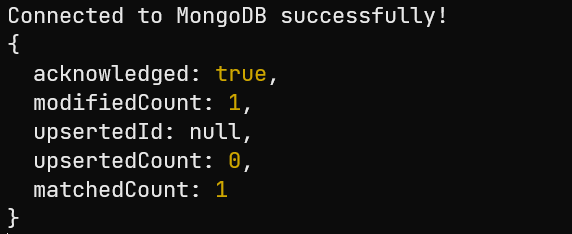 Connected to MongoDB successfully!
{
  acknowledged: true,
  modifiedCount: 1,
  upsertedId: null,
  upsertedCount: 0,
  matchedCount: 1
}